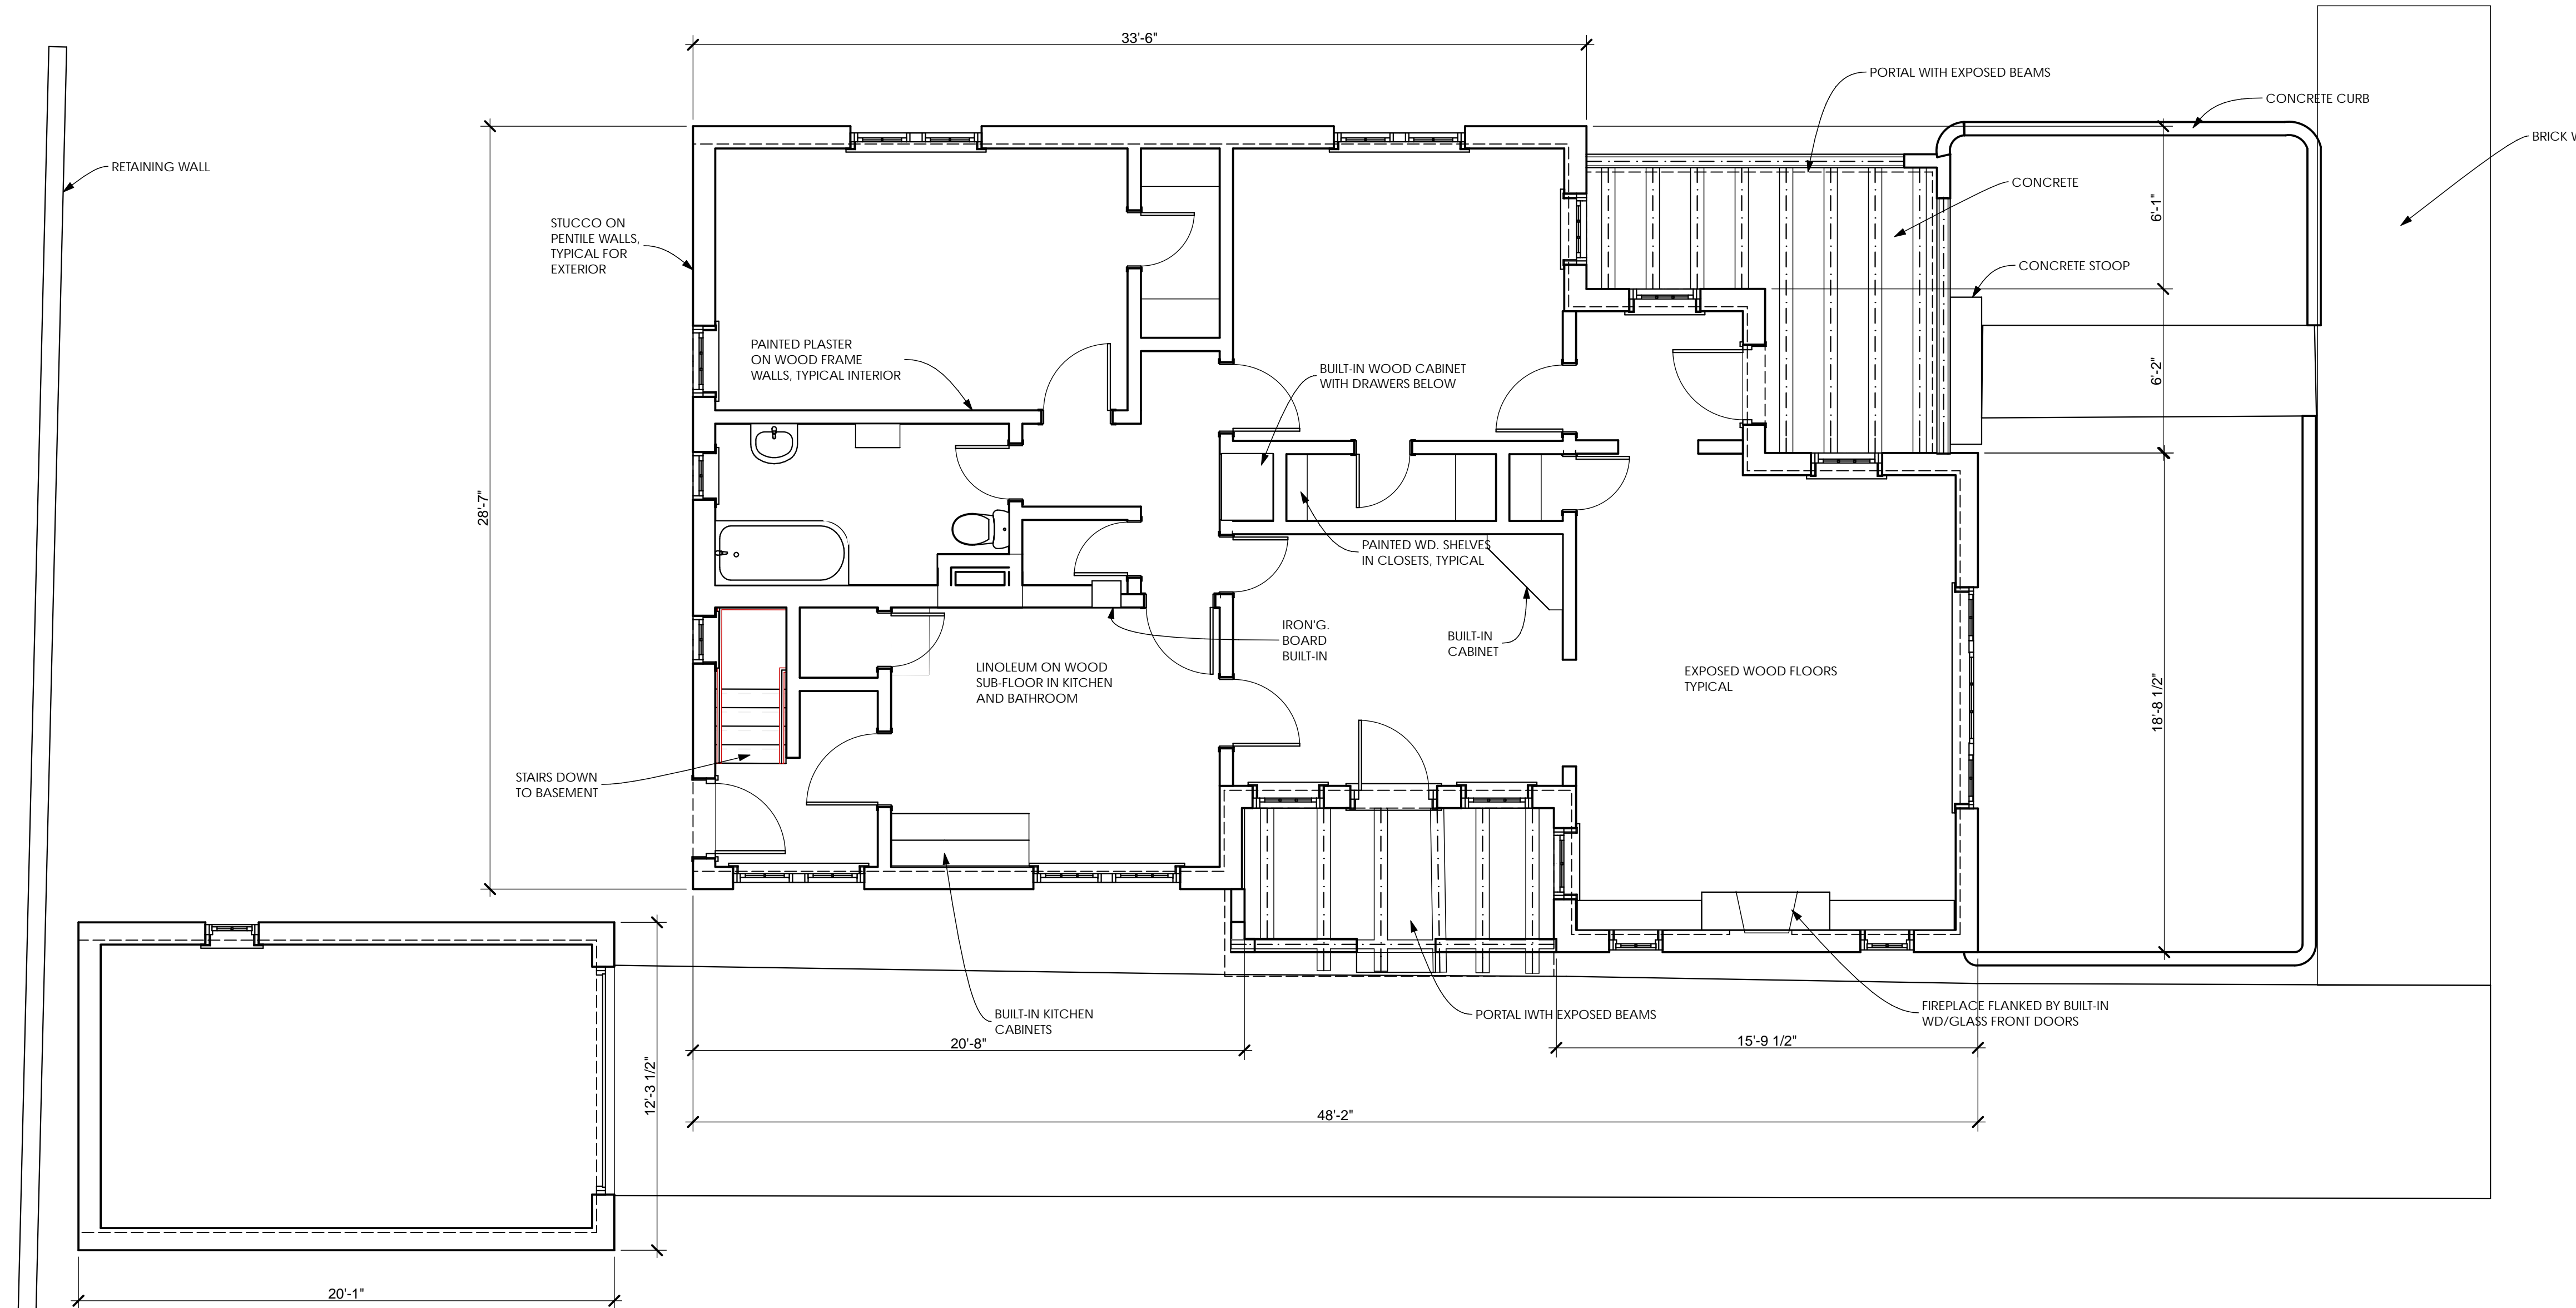 33'-6"
PORTAL WITH EXPOSED BEAMS
CONCRETE CURB
BRICK
RETAINING WALL
CONCRETE
STUCCO ON
PENTILE WALLS,
TYPICAL FOR
EXTERIOR
6'-1"
CONCRETE STOOP
PAINTED PLASTER
ON WOOD FRAME
WALLS, TYPICAL INTERIOR
BUILT-IN WOOD CABINET
WITH DRAWERS BELOW
6'-2"
28'-7"
PAINTED WD. SHELVES
IN CLOSETS, TYPICAL
IRON'G.
BOARD
BUILT-IN
BUILT-IN
CABINET
LINOLEUM ON WOOD
SUB-FLOOR IN KITCHEN
AND BATHROOM
EXPOSED WOOD FLOORS
TYPICAL
18'-8 1/2"
STAIRS DOWN
TO BASEMENT
BUILT-IN KITCHEN
CABINETS
PORTAL IWTH EXPOSED BEAMS
FIREPLACE FLANKED BY BUILT-IN
WD/GLASS FRONT DOORS
20'-8"
15'-9 1/2"
12'-3 1/2"
48'-2"
20'-1"